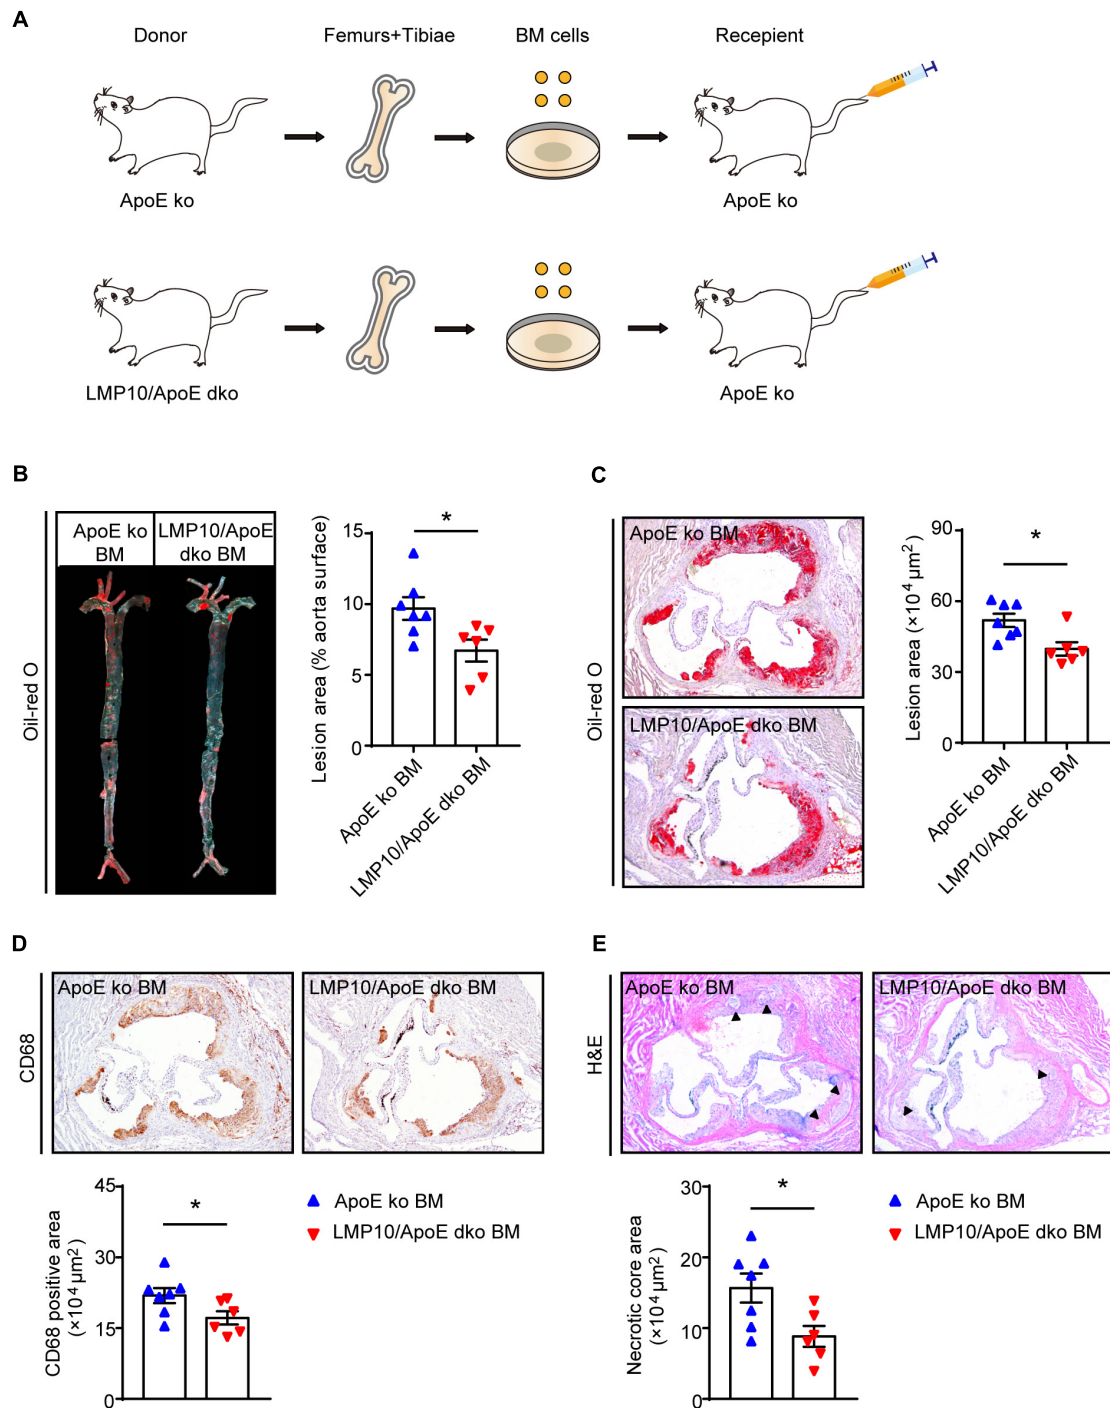 A
Donor
Femurs+Tibiae
BM cells
Recepient
ApoE ko
ApoE ko
LMP10/ApoE dko
ApoE ko
B
Oil-red O
ApoE ko
BM
LMP10/ApoE
dko BM
Lesion area (% aorta surface)
15
10
5
0
*
ApoE ko BM
LMP10/ApoE dko BM
C
Oil-red O
ApoE ko BM
LMP10/ApoE dko BM
Lesion area (×10⁴ μm²)
90
60
30
0
*
ApoE ko BM
LMP10/ApoE dko BM
D
CD68
ApoE ko BM
LMP10/ApoE dko BM
CD68 positive area
(×10⁴ μm²)
45
30
15
0
*
ApoE ko BM
LMP10/ApoE dko BM
E
H&E
ApoE ko BM
LMP10/ApoE dko BM
Necrotic core area
(×10⁴ μm²)
30
20
10
0
*
ApoE ko BM
LMP10/ApoE dko BM